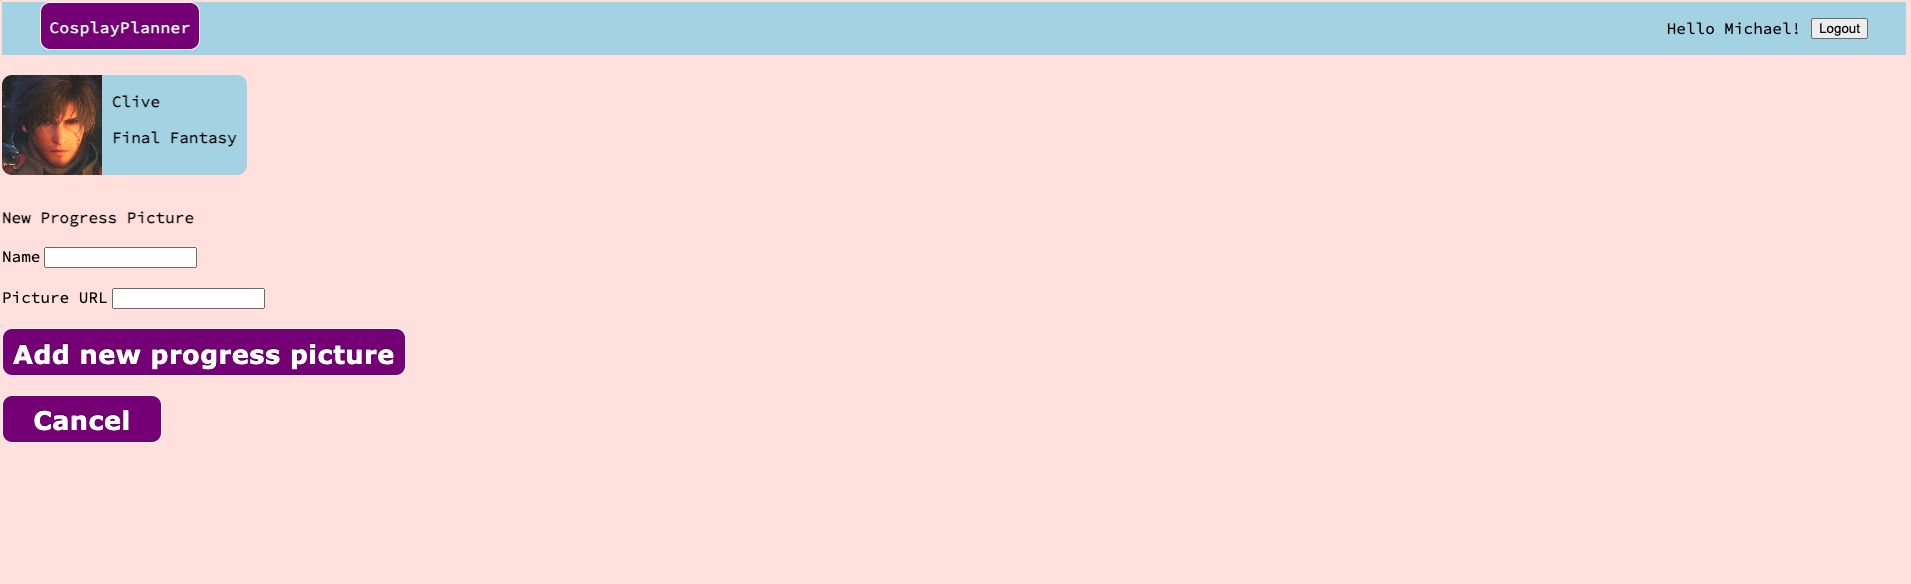 CosplayPlanner
Hello Michael! Logout
Clive
Final Fantasy
New Progress Picture
Name
Picture URL
Add new progress picture
Cancel